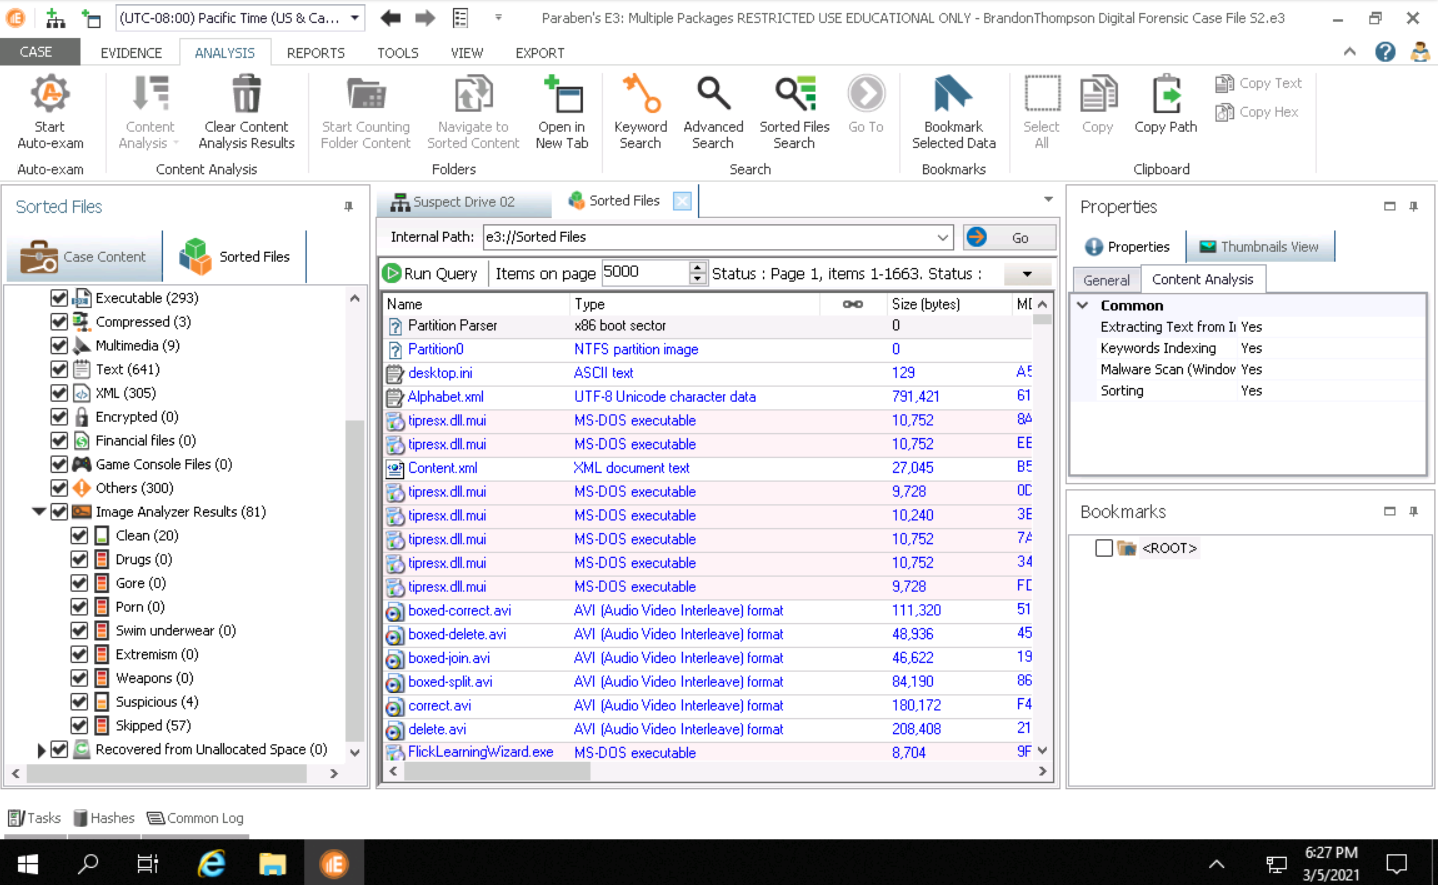 (UTC-08:00) Pacific Time (US & Ca...
Paraben's E3: Multiple Packages RESTRICTED USE EDUCATIONAL ONLY - BrandonThompson Digital Forensic Case File S2.e3
CASE EVIDENCE ANALYSIS REPORTS TOOLS VIEW EXPORT
Start Auto-exam
Content Analysis
Clear Content Analysis Results
Start Counting Folder Content
Navigate to Sorted Content
Open in New Tab
Keyword Search
Advanced Search
Sorted Files Search
Go To
Bookmark Selected Data
Select All
Copy
Copy Path
Copy Text
Copy Hex
Auto-exam Content Analysis Folders Search Bookmarks Clipboard
Sorted Files
Case Content Sorted Files
Executable (293)
Compressed (3)
Multimedia (9)
Text (641)
XML (305)
Encrypted (0)
Financial files (0)
Game Console Files (0)
Others (300)
Image Analyzer Results (81)
Clean (20)
Drugs (0)
Gore (0)
Porn (0)
Swim underwear (0)
Extremism (0)
Weapons (0)
Suspicious (4)
Skipped (57)
Recovered from Unallocated Space (0)
Suspect Drive 02 Sorted Files
Internal Path: e3://Sorted Files Go
Run Query Items on page 5000 Status : Page 1, items 1-1663. Status :
Name Type Size (bytes) MD
Partition Parser x86 boot sector 0
Partition0 NTFS partition image 0
desktop.ini ASCII text 129 A5
Alphabet.xml UTF-8 Unicode character data 791,421 61
tipresx.dll.mui MS-DOS executable 10,752 8A
tipresx.dll.mui MS-DOS executable 10,752 EE
Content.xml XML document text 27,045 B5
tipresx.dll.mui MS-DOS executable 9,728 0D
tipresx.dll.mui MS-DOS executable 10,240 3E
tipresx.dll.mui MS-DOS executable 10,752 7A
tipresx.dll.mui MS-DOS executable 10,752 34
tipresx.dll.mui MS-DOS executable 9,728 FD
boxed-correct.avi AVI (Audio Video Interleave) format 111,320 51
boxed-delete.avi AVI (Audio Video Interleave) format 48,936 45
boxed-join.avi AVI (Audio Video Interleave) format 46,622 19
boxed-split.avi AVI (Audio Video Interleave) format 84,190 86
correct.avi AVI (Audio Video Interleave) format 180,172 F4
delete.avi AVI (Audio Video Interleave) format 208,408 21
FlickLearningWizard.exe MS-DOS executable 8,704 9F
Properties
Properties Thumbnails View
General Content Analysis
Common
Extracting Text from I Yes
Keywords Indexing Yes
Malware Scan (Window Yes
Sorting Yes
Bookmarks
<ROOT>
Tasks Hashes Common Log
6:27 PM
3/5/2021